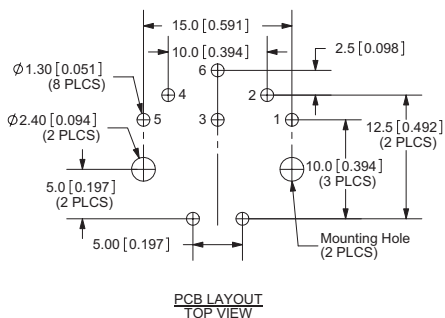 15.0 [0.591]
10.0 [0.394]
2.5 [0.098]
6
Ø1.30 [0.051]
(8 PLCS)
4
2
Ø2.40 [0.094]
(2 PLCS)
5
3
1
12.5 [0.492]
(2 PLCS)
10.0 [0.394]
(3 PLCS)
5.0 [0.197]
(2 PLCS)
5.00 [0.197]
Mounting Hole
(2 PLCS)
PCB LAYOUT
TOP VIEW